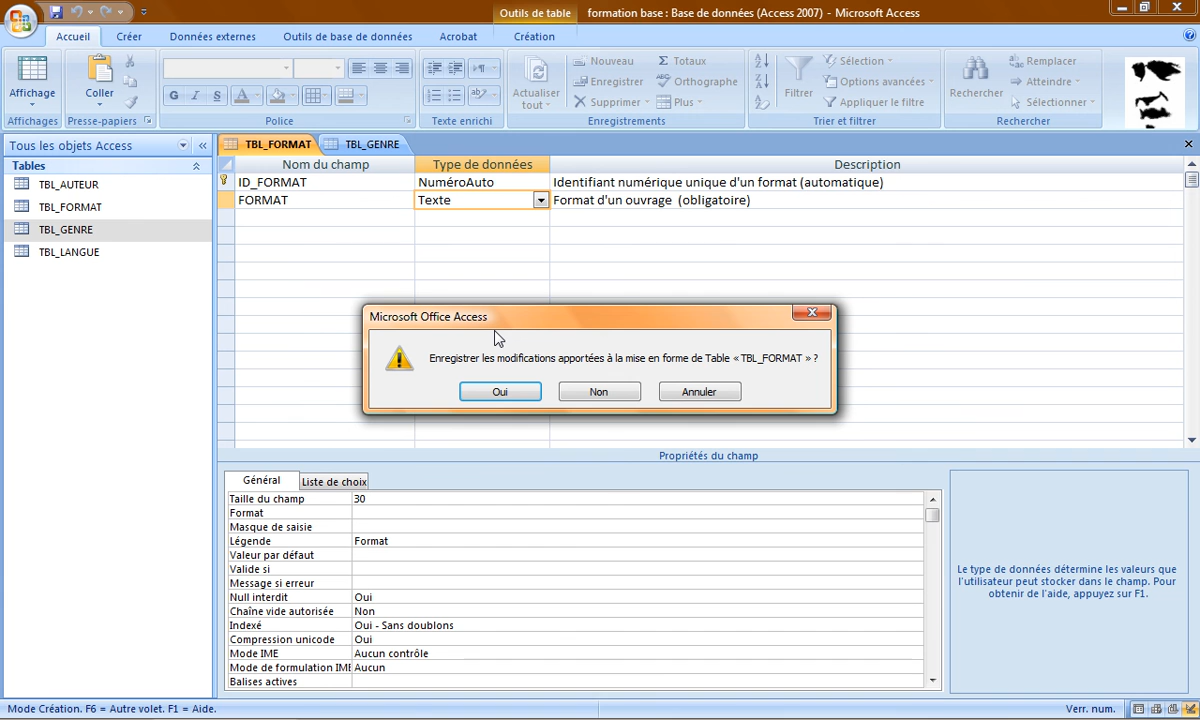 Outils de table
formation base : Base de données (Access 2007) - Microsoft Access
Accueil
Créer
Données externes
Outils de base de données
Acrobat
Création
Affichage
Coller
G I S A
Actualiser
tout
Nouveau
Enregistrer
Supprimer
Totaux
Orthographe
Plus
Filtrer
Sélection
Options avancées
Appliquer le filtre
Rechercher
Remplacer
Atteindre
Sélectionner
Affichages
Presse-papiers
Police
Texte enrichi
Enregistrements
Trier et filtrer
Rechercher
Tous les objets Access
Tables
TBL_AUTEUR
TBL_FORMAT
TBL_GENRE
TBL_LANGUE
TBL_FORMAT
TBL_GENRE
Nom du champ
Type de données
Description
ID_FORMAT
NuméroAuto
Identifiant numérique unique d'un format (automatique)
FORMAT
Texte
Format d'un ouvrage (obligatoire)
Microsoft Office Access
Enregistrer les modifications apportées à la mise en forme de Table « TBL_FORMAT » ?
Oui
Non
Annuler
Propriétés du champ
Général
Liste de choix
Taille du champ 30
Format
Masque de saisie
Légende Format
Valeur par défaut
Valide si
Message si erreur
Null interdit Oui
Chaîne vide autorisée Non
Indexé Oui - Sans doublons
Compression unicode Oui
Mode IME Aucun contrôle
Mode de formulation IME Aucun
Balises actives
Le type de données détermine les valeurs que
l'utilisateur peut stocker dans le champ. Pour
obtenir de l'aide, appuyez sur F1.
Mode Création. F6 = Autre volet. F1 = Aide.
Verr. num.